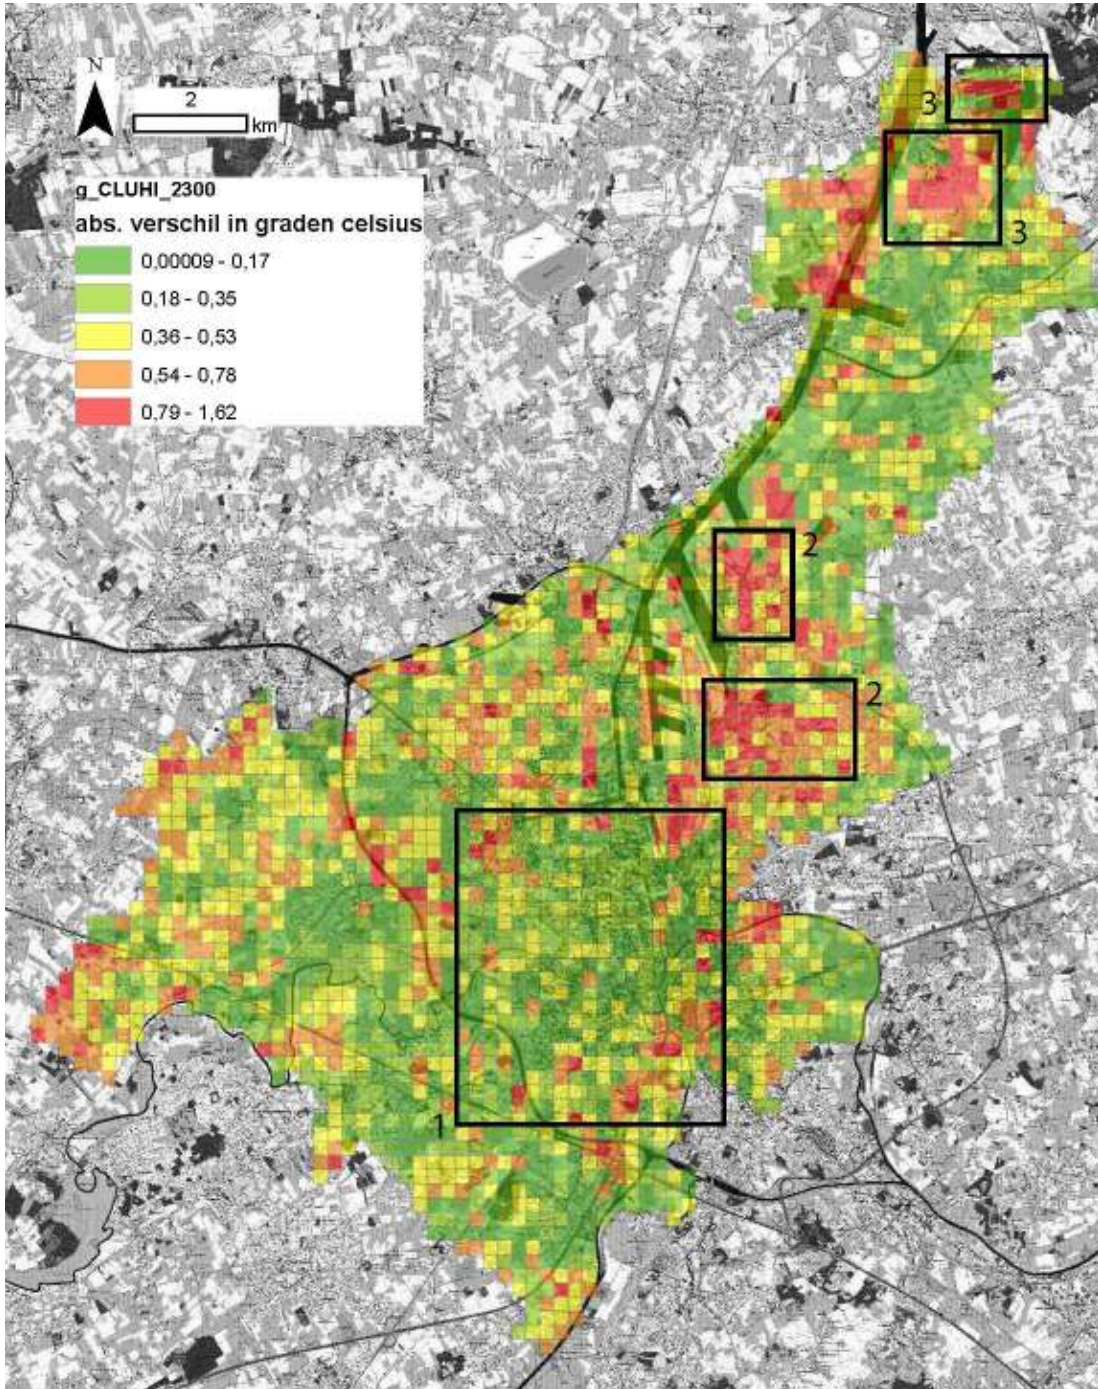 N
2
km
g_CLUHI_2300
abs. verschil in graden celsius
0,00009 - 0,17
0,18 - 0,35
0,36 - 0,53
0,54 - 0,78
0,79 - 1,62
3
3
2
2
1